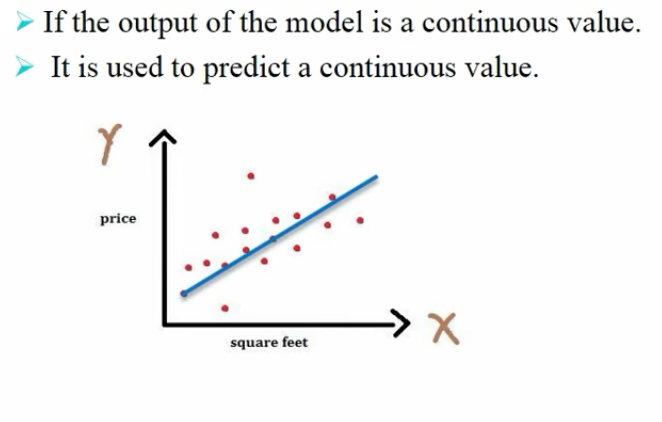 If the output of the model is a continuous value.
It is used to predict a continuous value.
Y
price
X
square feet